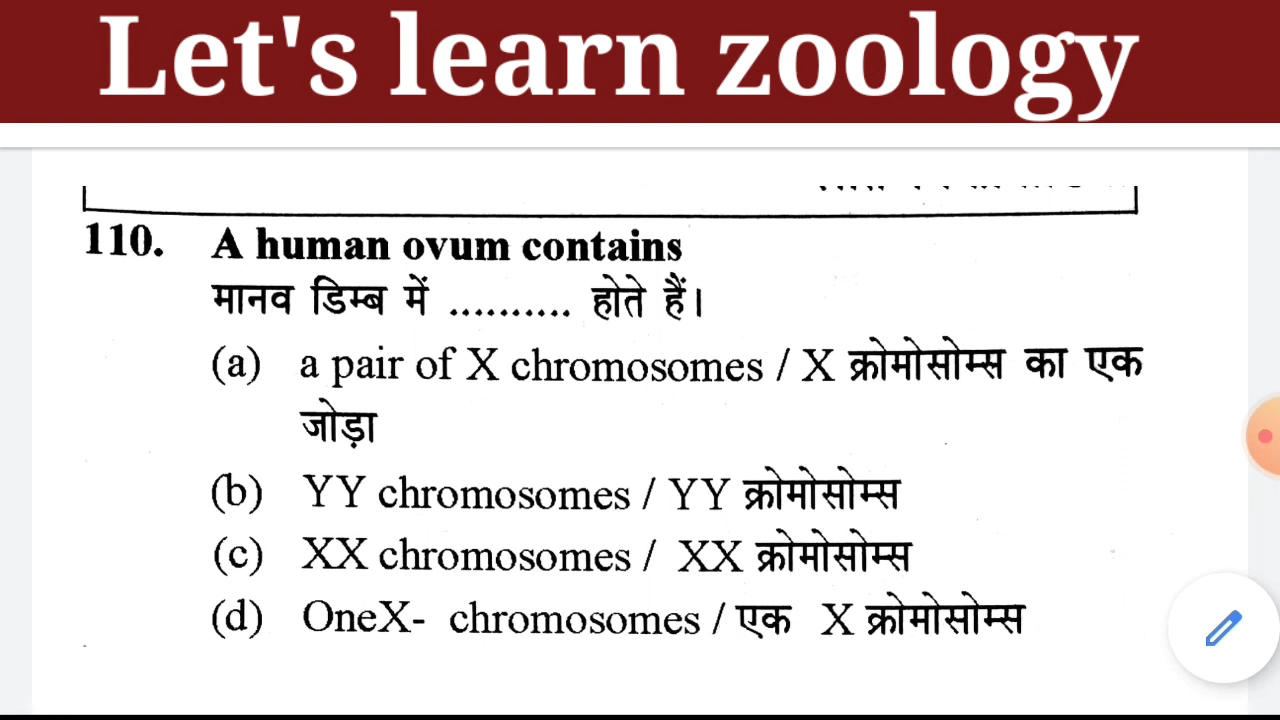 Let's learn zoology
110. A human ovum contains
मानव डिम्ब में ........... होते हैं।
(a) a pair of X chromosomes / X क्रोमोसोम्स का एक
जोड़ा
(b) YY chromosomes / YY क्रोमोसोम्स
(c) XX chromosomes / XX क्रोमोसोम्स
(d) OneX- chromosomes / एक X क्रोमोसोम्स